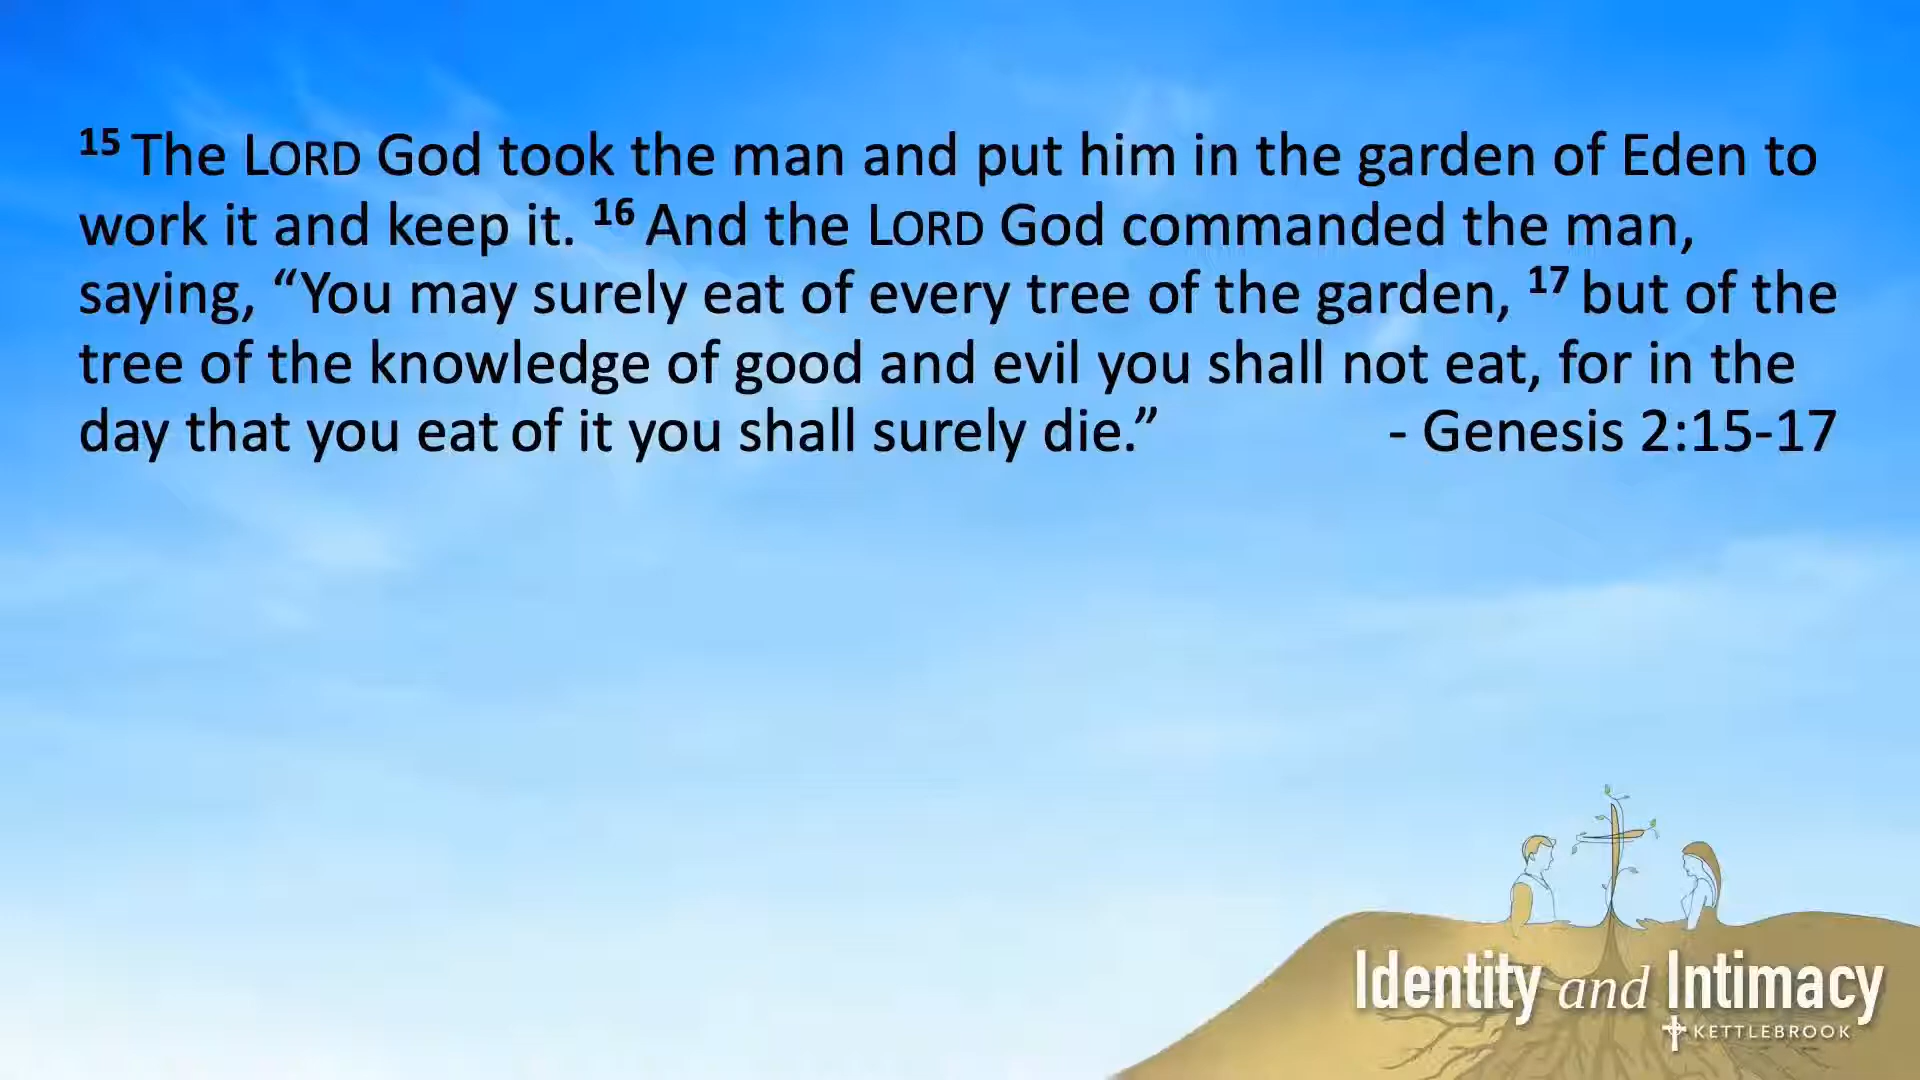 15 The LORD God took the man and put him in the garden of Eden to
work it and keep it. 16 And the LORD God commanded the man,
saying, “You may surely eat of every tree of the garden, 17 but of the
tree of the knowledge of good and evil you shall not eat, for in the
day that you eat of it you shall surely die.” - Genesis 2:15-17
Identity and Intimacy
KETTLEBROOK